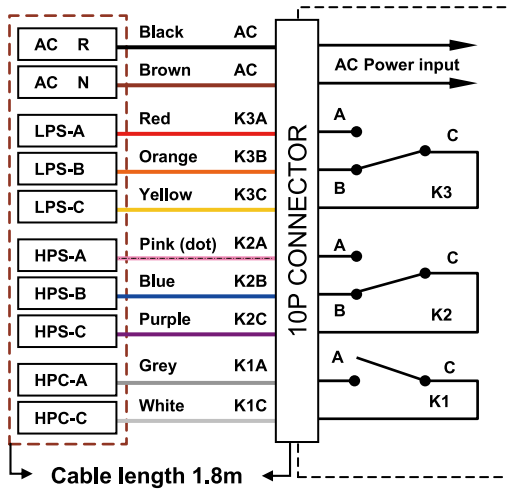 AC R Black AC
AC N Brown AC
AC Power input
LPS-A Red K3A
LPS-B Orange K3B
LPS-C Yellow K3C
A
B
C
K3
HPS-A Pink (dot) K2A
HPS-B Blue K2B
HPS-C Purple K2C
A
B
C
K2
HPC-A Grey K1A
HPC-C White K1C
A
C
K1
10P CONNECTOR
Cable length 1.8m